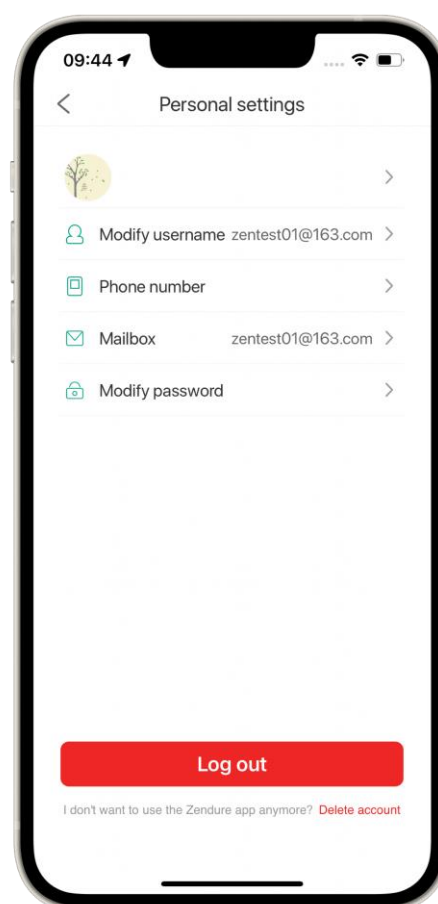 09:44
Personal settings
Modify username zentest01@163.com
Phone number
Mailbox zentest01@163.com
Modify password
Log out
I don't want to use the Zendure app anymore? Delete account